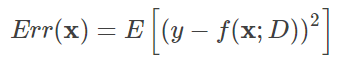 Err(𝐱) = E[(y − f(𝐱; D))²]